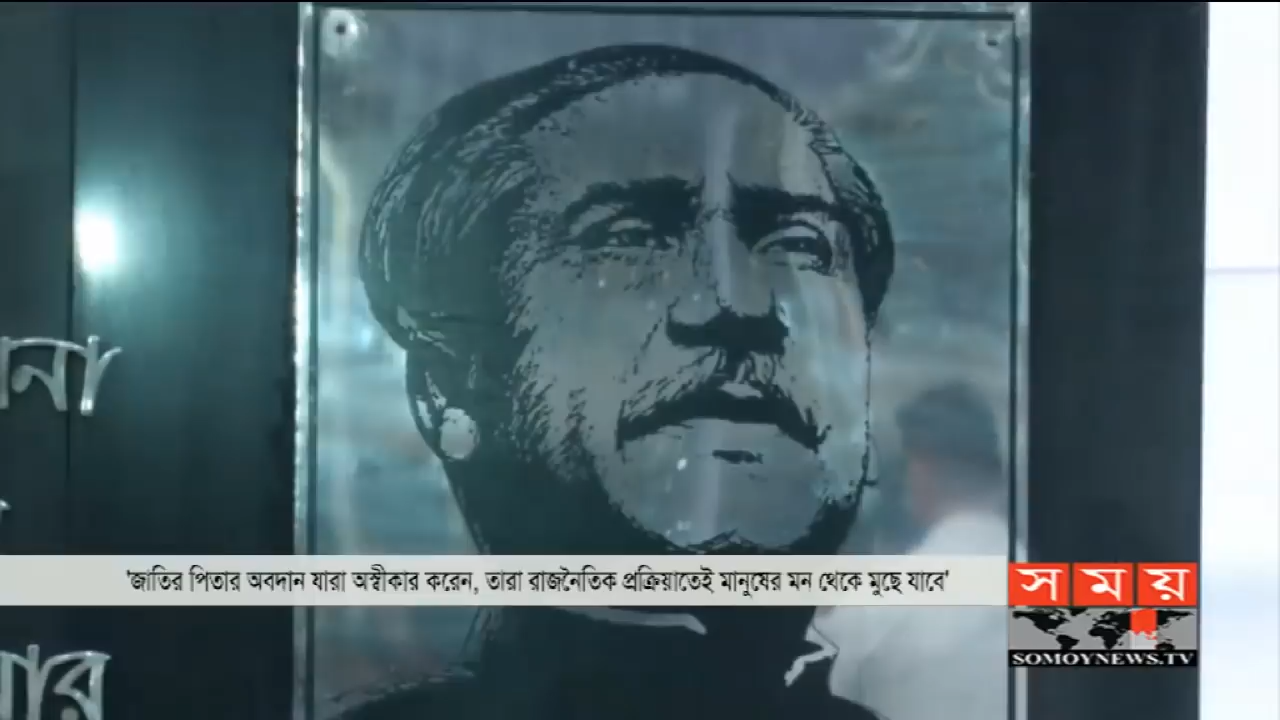 'জাতির পিতার অবদান যারা অস্বীকার করেন, তারা রাজনৈতিক প্রক্রিয়াতেই মানুষের মন থেকে মুছে যাবে'
সময়
SOMOYNEWS.TV